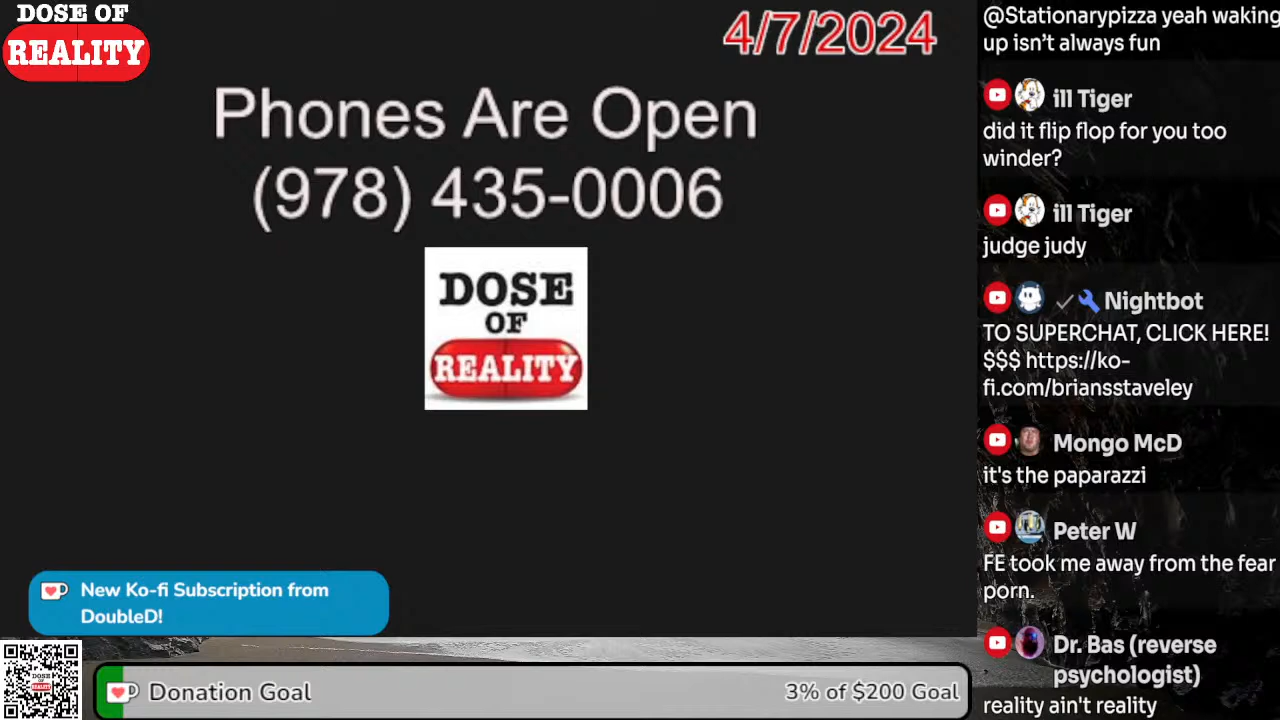 DOSE OF
REALITY
4/7/2024
Phones Are Open
(978) 435-0006
DOSE
OF
REALITY
New Ko-fi Subscription from
DoubleD!
DOSE
OF
REALITY
Donation Goal
3% of $200 Goal
@Stationarypizza yeah waking
up isn’t always fun
ill Tiger
did it flip flop for you too
winder?
ill Tiger
judge judy
Nightbot
TO SUPERCHAT, CLICK HERE!
$$$ https://ko-
fi.com/briansstaveley
Mongo McD
it's the paparazzi
Peter W
FE took me away from the fear
porn.
Dr. Bas (reverse
psychologist)
reality ain't reality